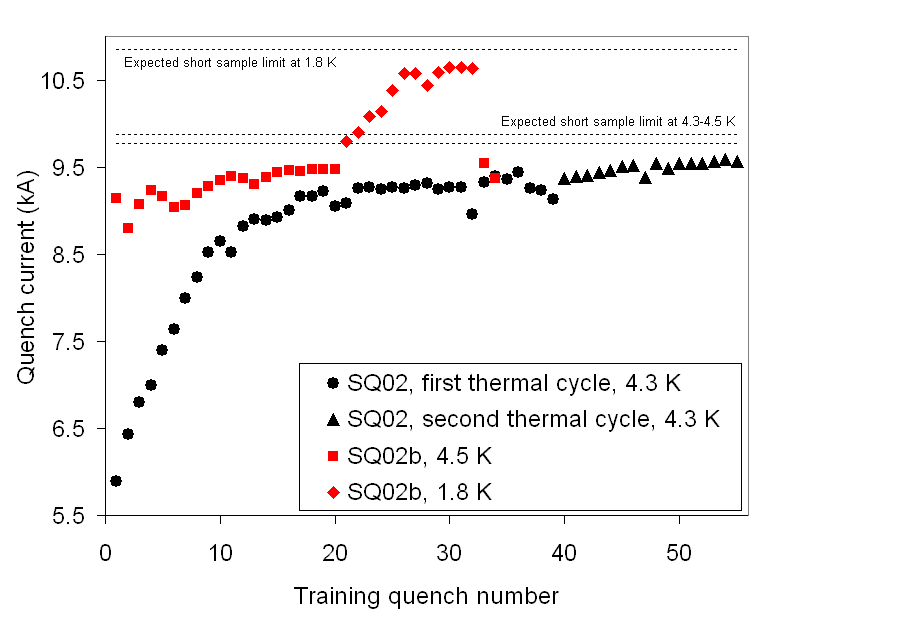 10.5
9.5
8.5
7.5
6.5
5.5
Quench current (kA)
Expected short sample limit at 1.8 K
Expected short sample limit at 4.3-4.5 K
SQ02, first thermal cycle, 4.3 K
SQ02, second thermal cycle, 4.3 K
SQ02b, 4.5 K
SQ02b, 1.8 K
0 10 20 30 40 50
Training quench number